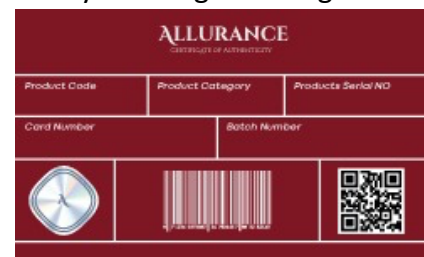 ALLURANCE
CERTIFICATE OF AUTHENTICITY
Product Code
Product Category
Products Serial NO
Card Number
Batch Number
A